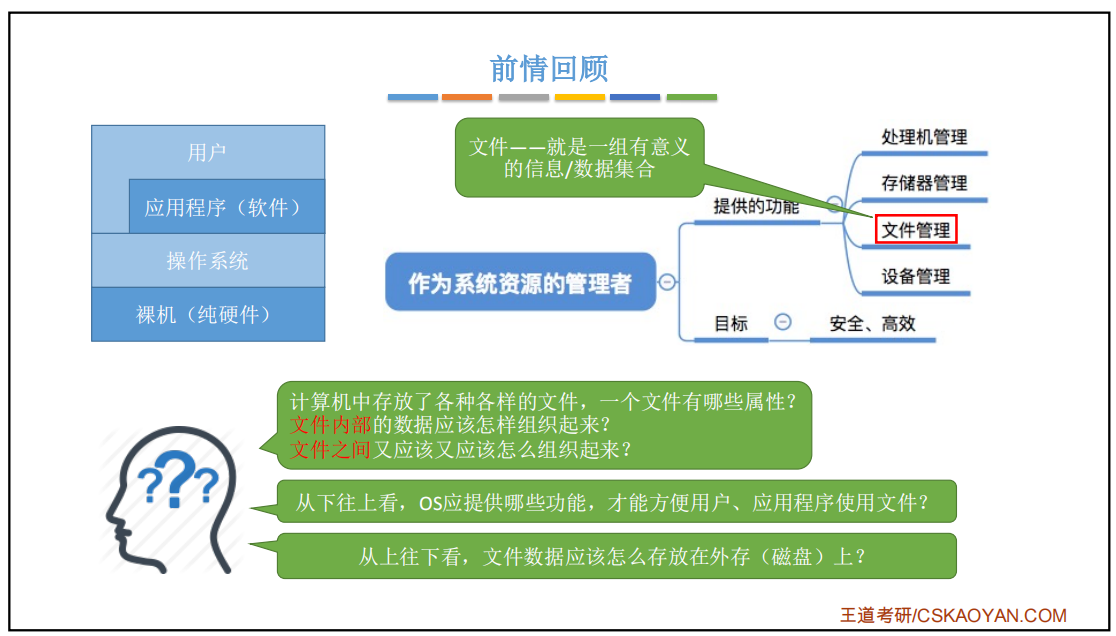 前情回顾
用户
应用程序（软件）
操作系统
裸机（纯硬件）
文件——就是一组有意义
的信息/数据集合
作为系统资源的管理者
提供的功能
处理机管理
存储器管理
文件管理
设备管理
目标
安全、高效
???
计算机中存放了各种各样的文件，一个文件有哪些属性？
文件内部的数据应该怎样组织起来？
文件之间又应该又应该怎么组织起来？
从下往上看，OS应提供哪些功能，才能方便用户、应用程序使用文件？
从上往下看，文件数据应该怎么存放在外存（磁盘）上？
王道考研/CSKAOYAN.COM